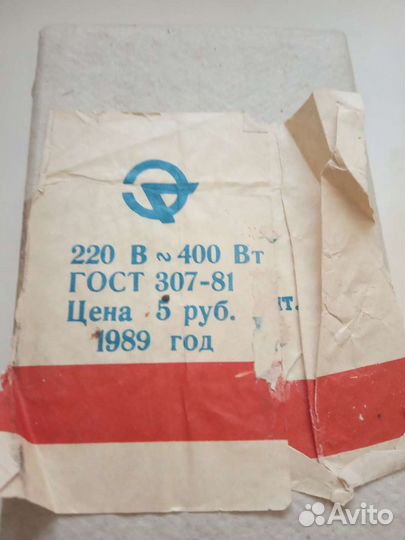 220 В ~ 400 Вт
ГОСТ 307-81
Цена 5 руб.
1989 год
Avito